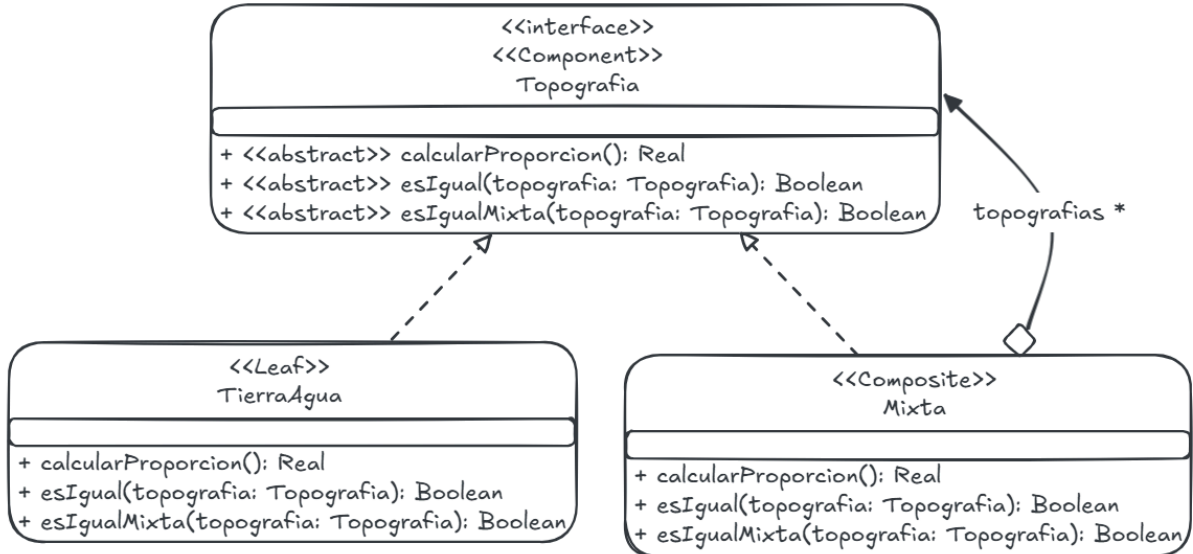 <<interface>>
<<Component>>
Topografia
+ <<abstract>> calcularProporcion(): Real
+ <<abstract>> esIgual(topografia: Topografia): Boolean
+ <<abstract>> esIgualMixta(topografia: Topografia): Boolean
topografias *
<<Leaf>>
TierraAgua
+ calcularProporcion(): Real
+ esIgual(topografia: Topografia): Boolean
+ esIgualMixta(topografia: Topografia): Boolean
<<Composite>>
Mixta
+ calcularProporcion(): Real
+ esIgual(topografia: Topografia): Boolean
+ esIgualMixta(topografia: Topografia): Boolean